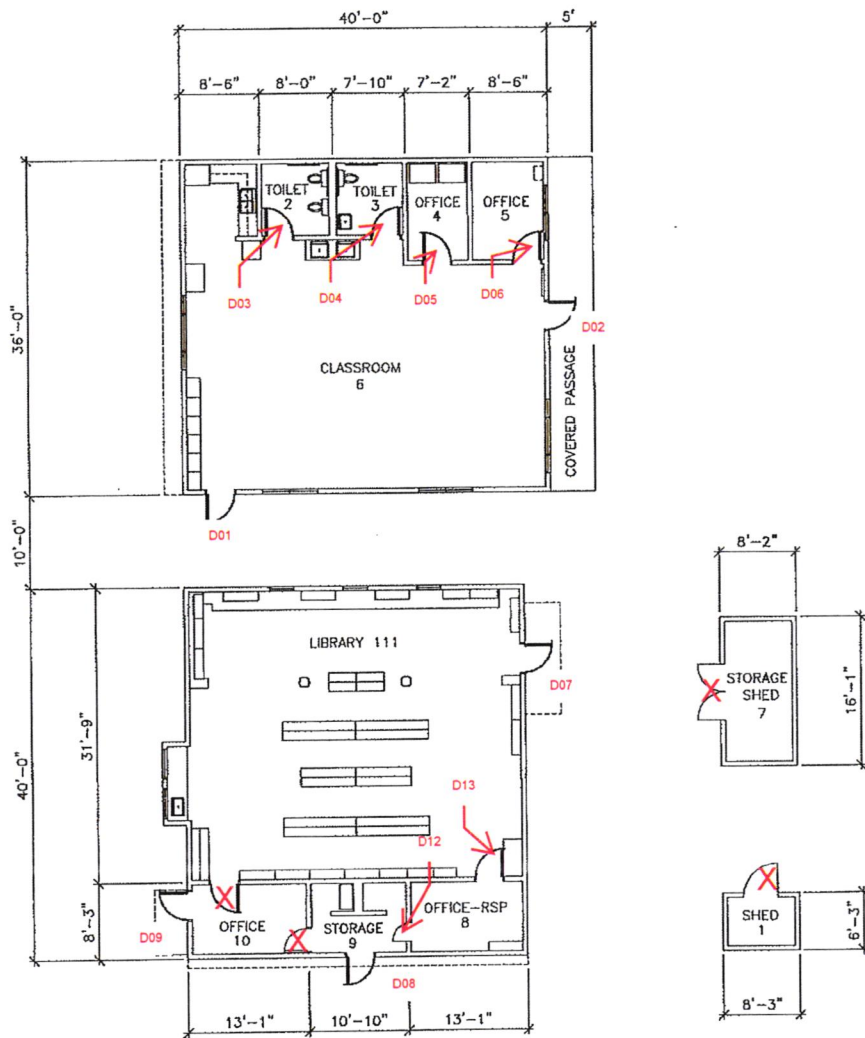 40'-0"
5'
8'-6"
8'-0"
7'-10"
7'-2"
8'-6"
TOILET
2
TOILET
3
OFFICE
4
OFFICE
5
D03
D04
D05
D06
D02
36'-0"
CLASSROOM
6
COVERED PASSAGE
D01
10'-0"
8'-2"
LIBRARY 111
D07
STORAGE
SHED
7
16'-1"
31'-9"
40'-0"
D13
D12
8'-3"
OFFICE
10
STORAGE
9
OFFICE-RSP
8
D09
D08
SHED
1
6'-3"
8'-3"
13'-1"
10'-10"
13'-1"